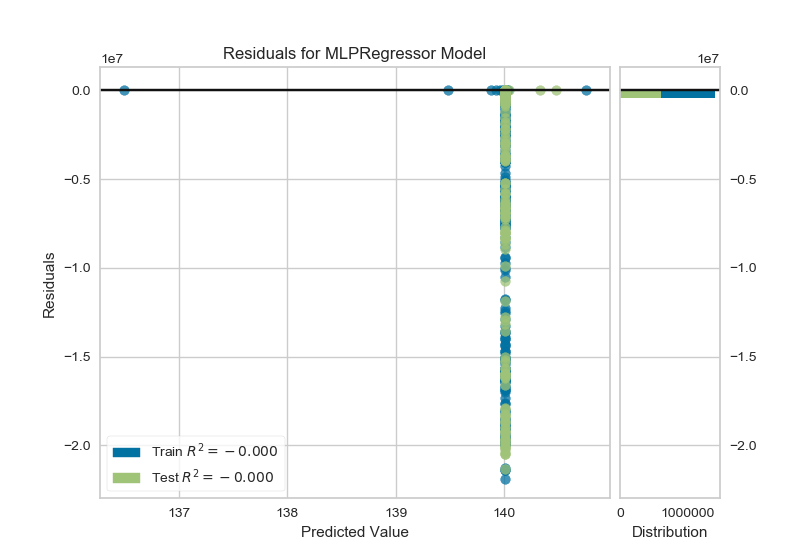 Residuals for MLPRegressor Model
1e7
1e7
0.0
−0.5
−1.0
−1.5
−2.0
Residuals
0.0
−0.5
−1.0
−1.5
−2.0
Train R² = −0.000
Test R² = −0.000
137
138
139
140
Predicted Value
0
1000000
Distribution